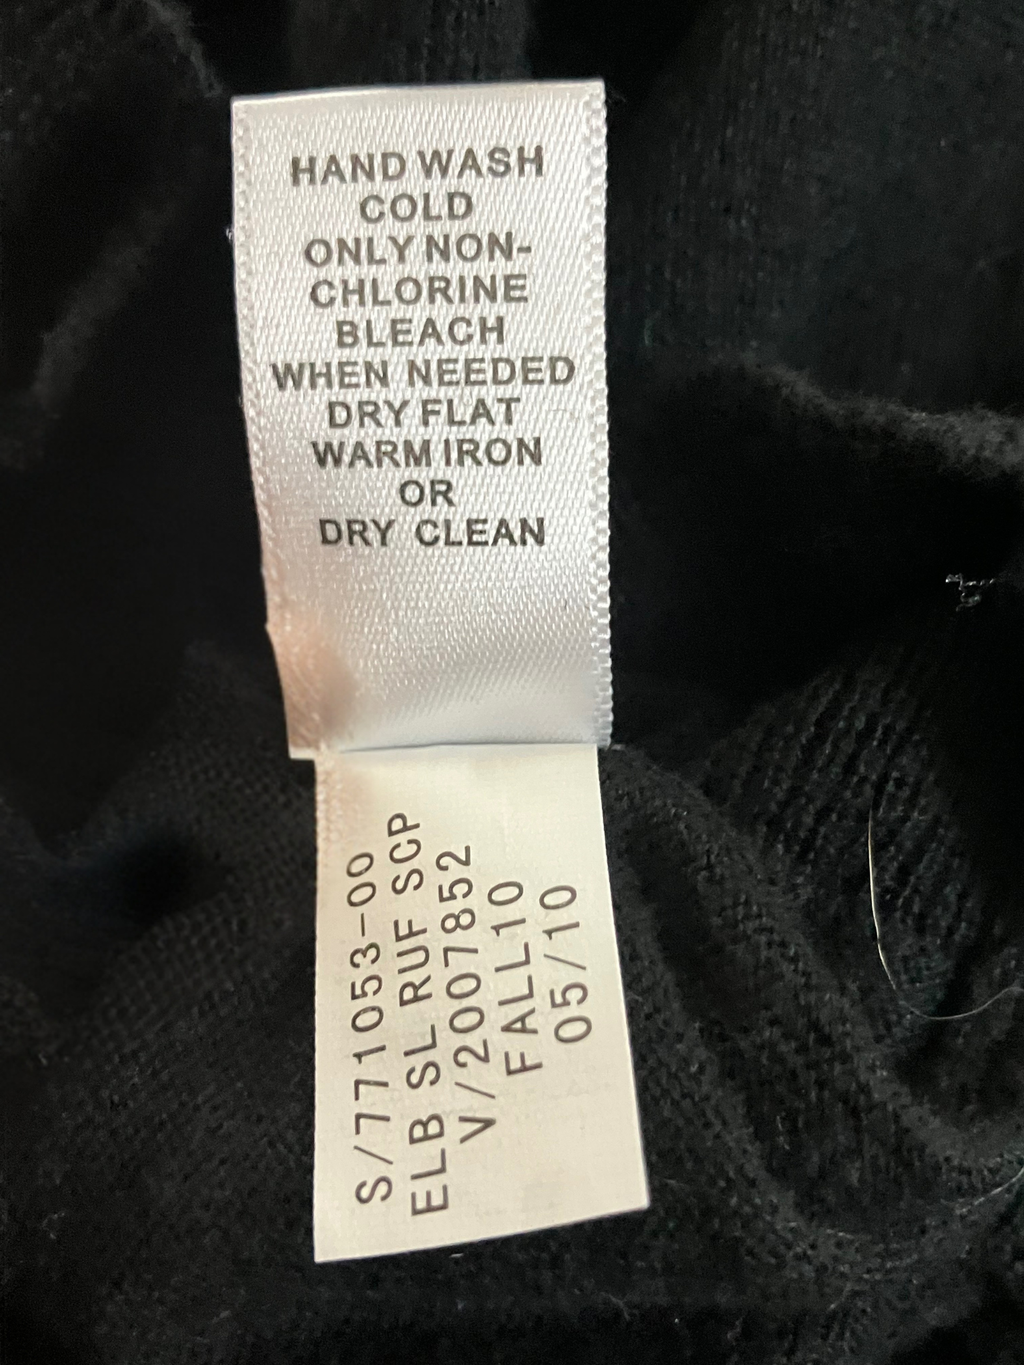 HAND WASH
COLD
ONLY NON-
CHLORINE
BLEACH
WHEN NEEDED
DRY FLAT
WARM IRON
OR
DRY CLEAN
S/771053-00
ELB SL RUF SCP
V/2007852
FALL10
05/10